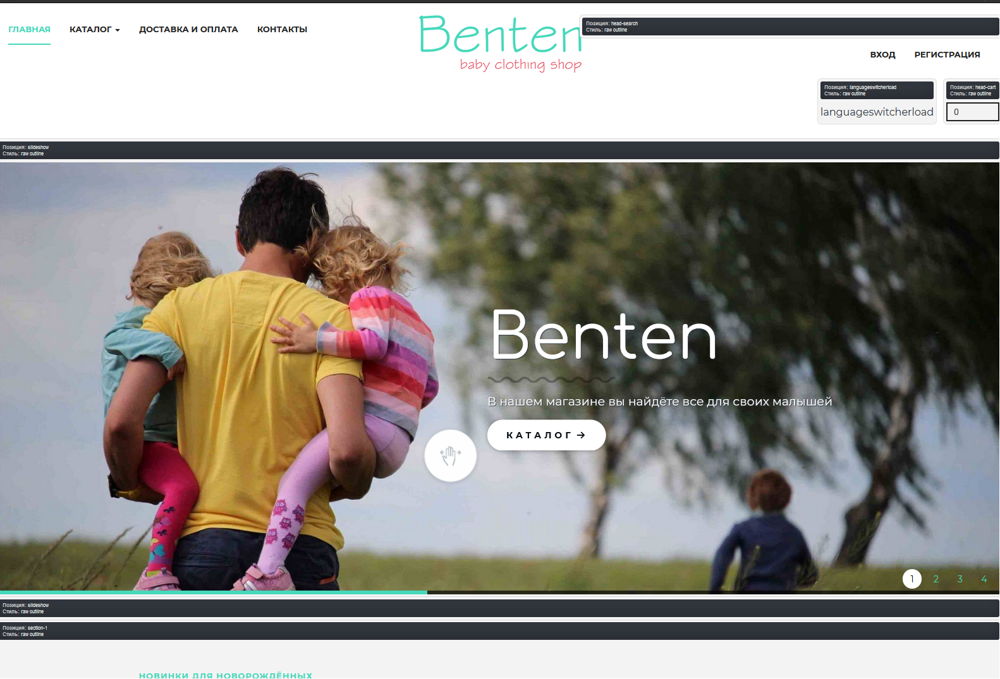 ГЛАВНАЯ КАТАЛОГ ДОСТАВКА И ОПЛАТА КОНТАКТЫ
Benten
baby clothing shop
Позиция: head-search
Стиль: raw outline
ВХОД РЕГИСТРАЦИЯ
Позиция: languageswitcherload
Стиль: raw outline
languageswitcherload
Позиция: head-cart
Стиль: raw outline
0
Позиция: slideshow
Стиль: raw outline
Benten
В нашем магазине вы найдёте все для своих малышей
КАТАЛОГ →
1 2 3 4
Позиция: slideshow
Стиль: raw outline
Позиция: section-1
Стиль: raw outline
НОВИНКИ ДЛЯ НОВОРОЖДЁННЫХ